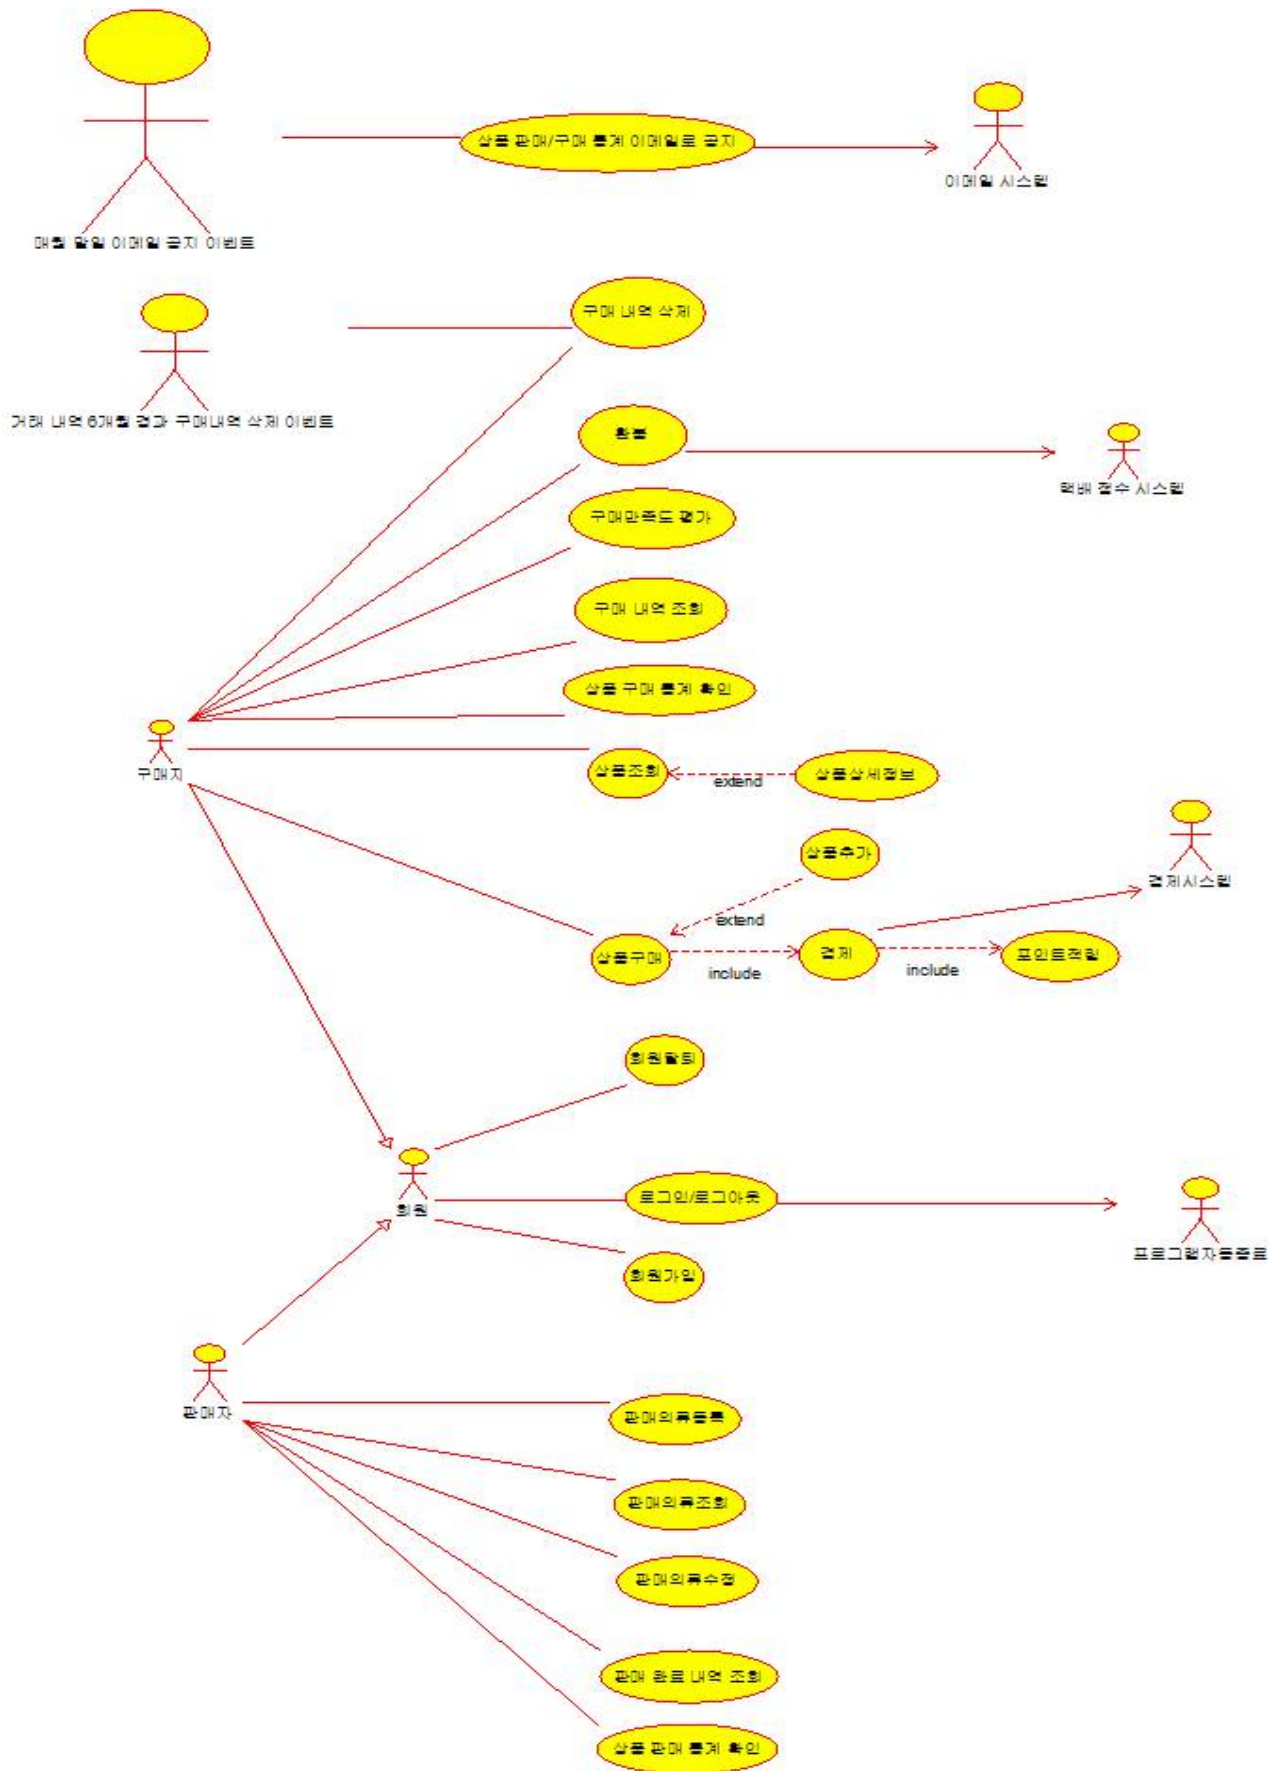 상품 판매/구매 통계 이메일로 공지
이메일 시스템
매월 말일 이메일 공지 이벤트
구매 내역 삭제
거래 내역 6개월 경과 구매내역 삭제 이벤트
환불
택배 접수 시스템
구매만족도 평가
구매 내역 조회
상품 구매 통계 확인
구매자
상품조회
extend
상품상세정보
상품추가
결제시스템
extend
상품구매
include
결제
include
포인트적립
회원탈퇴
회원
로그인/로그아웃
프로그램자동종료
회원가입
판매자
판매의류등록
판매의류조회
판매의류수정
판매 완료 내역 조회
상품 판매 통계 확인